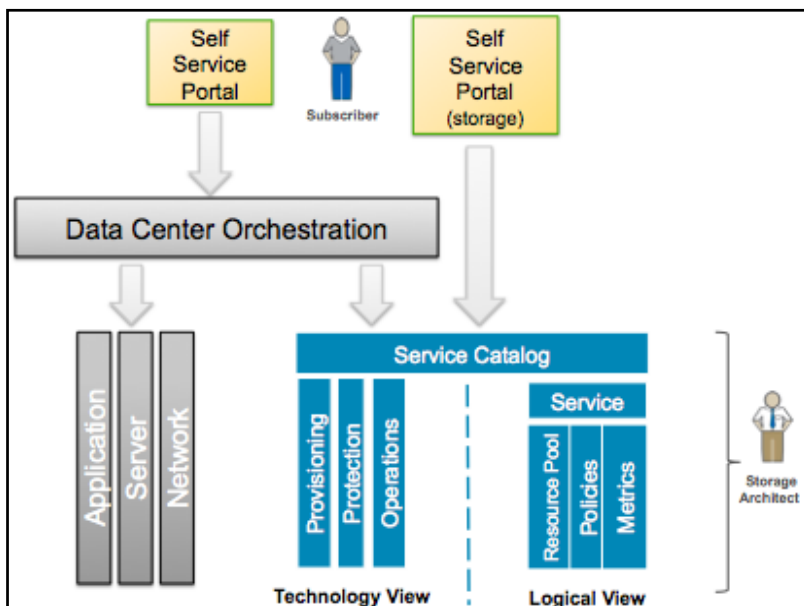 Self
Service
Portal
Subscriber
Self
Service
Portal
(storage)
Data Center Orchestration
Application
Server
Network
Service Catalog
Provisioning
Protection
Operations
Service
Resource Pool
Policies
Metrics
Storage
Architect
Technology View
Logical View